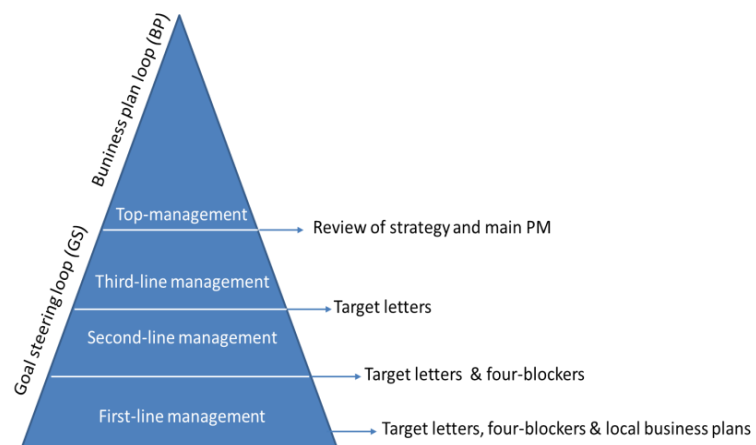 Buniness plan loop (BP)
Goal steering loop (GS)
Top-management
Review of strategy and main PM
Third-line management
Target letters
Second-line management
Target letters & four-blockers
First-line management
Target letters, four-blockers & local business plans